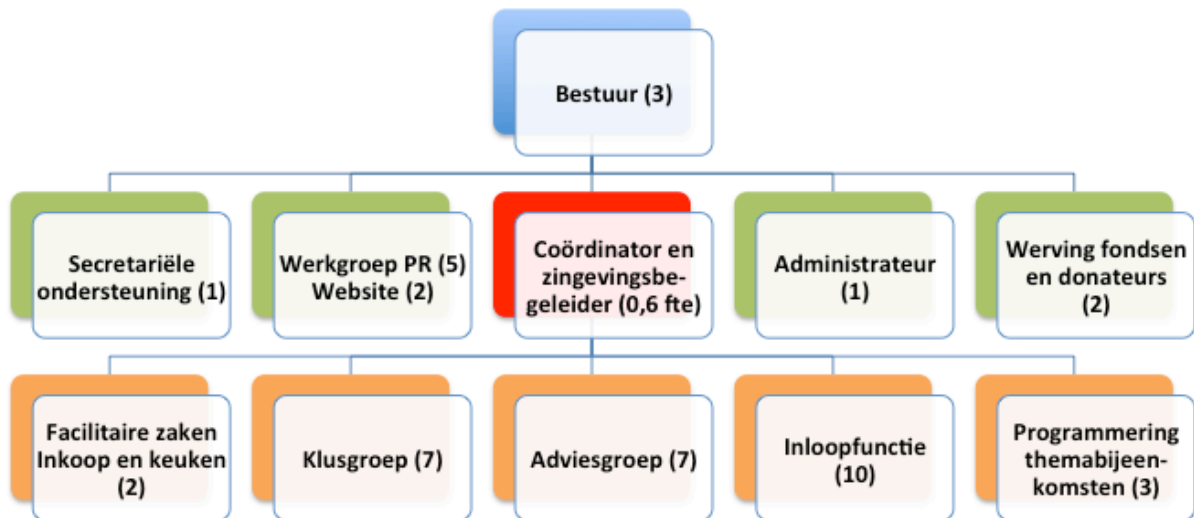 Bestuur (3)
Secretariële
ondersteuning (1)
Werkgroep PR (5)
Website (2)
Coördinator en
zingevingsbe-
geleider (0,6 fte)
Administrateur
(1)
Werving fondsen
en donateurs
(2)
Facilitaire zaken
Inkoop en keuken
(2)
Klusgroep (7)
Adviesgroep (7)
Inloopfunctie
(10)
Programmering
themabijeen-
komsten (3)